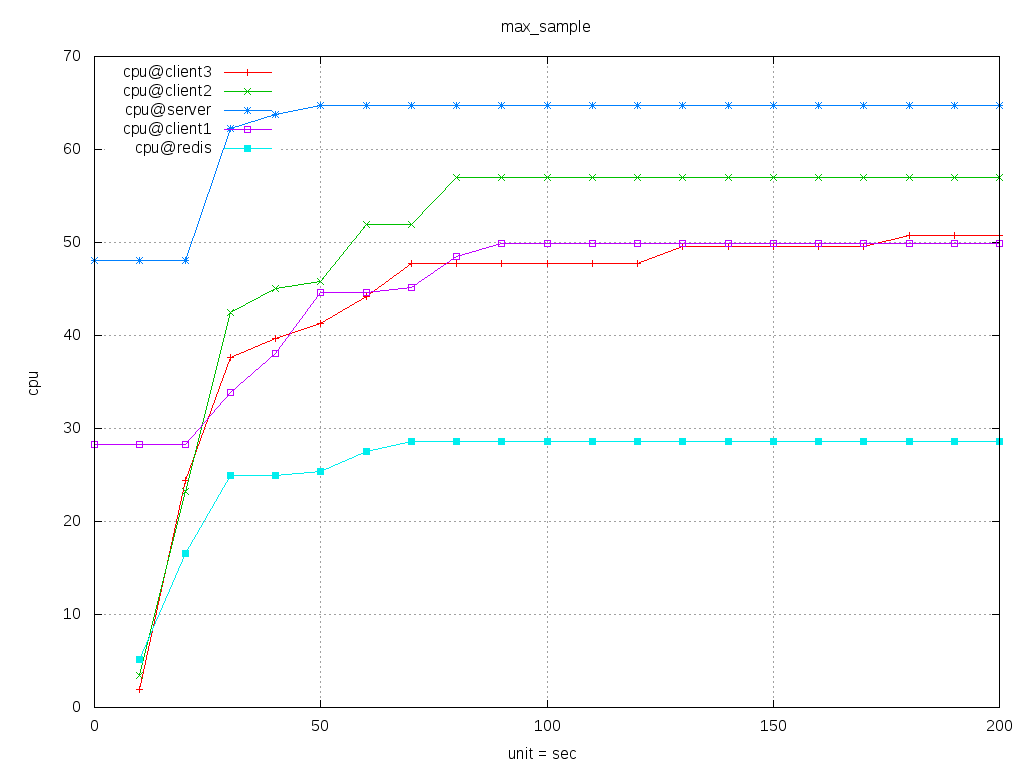 max_sample
70
60
50
40
30
20
10
0
cpu@client3
cpu@client2
cpu@server
cpu@client1
cpu@redis
cpu
0 50 100 150 200
unit = sec